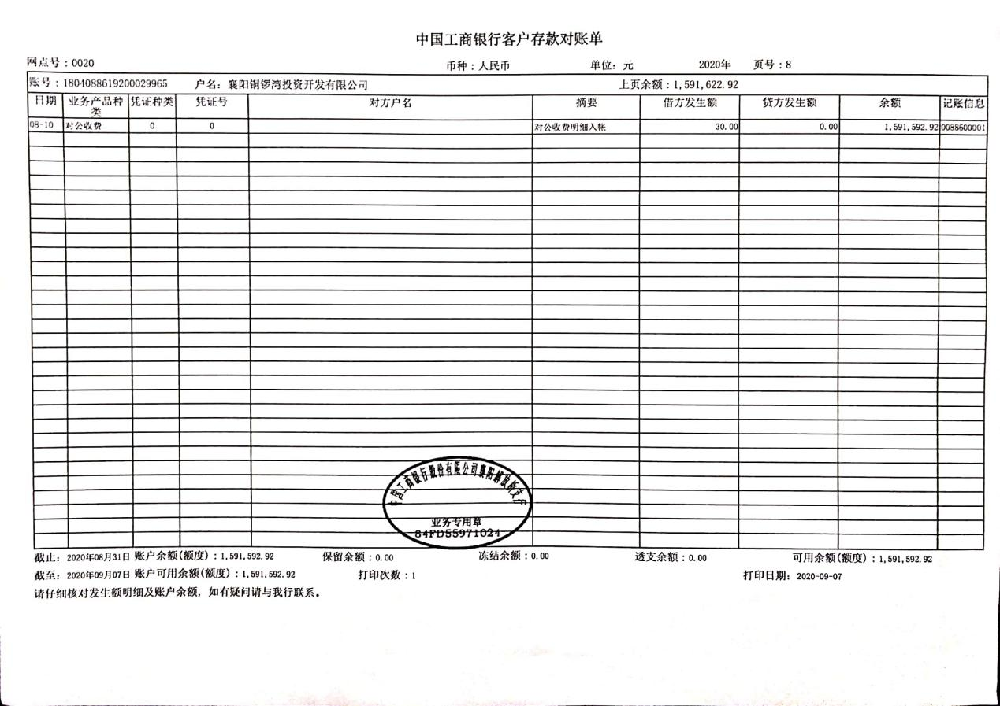 中国工商银行客户存款对账单
网点号：0020 币种：人民币 单位：元 2020年 页号：8
账号：1804088619200029965 户名：襄阳铜锣湾投资开发有限公司 上页余额：1,591,622.92
日期 业务产品种类 凭证种类 凭证号 对方户名 摘要 借方发生额 贷方发生额 余额 记账信息
08-10 对公收费 0 0 对公收费明细入帐 30.00 0.00 1,591,592.92 0088600001
中国工商银行股份有限公司襄阳解放桥支行
业务专用章
84FD55971024
截止：2020年08月31日 账户余额(额度)：1,591,592.92 保留余额：0.00 冻结余额：0.00 透支余额：0.00 可用余额(额度)：1,591,592.92
截至：2020年09月07日 账户可用余额(额度)：1,591,592.92 打印次数：1 打印日期：2020-09-07
请仔细核对发生额明细及账户余额，如有疑问请与我行联系。